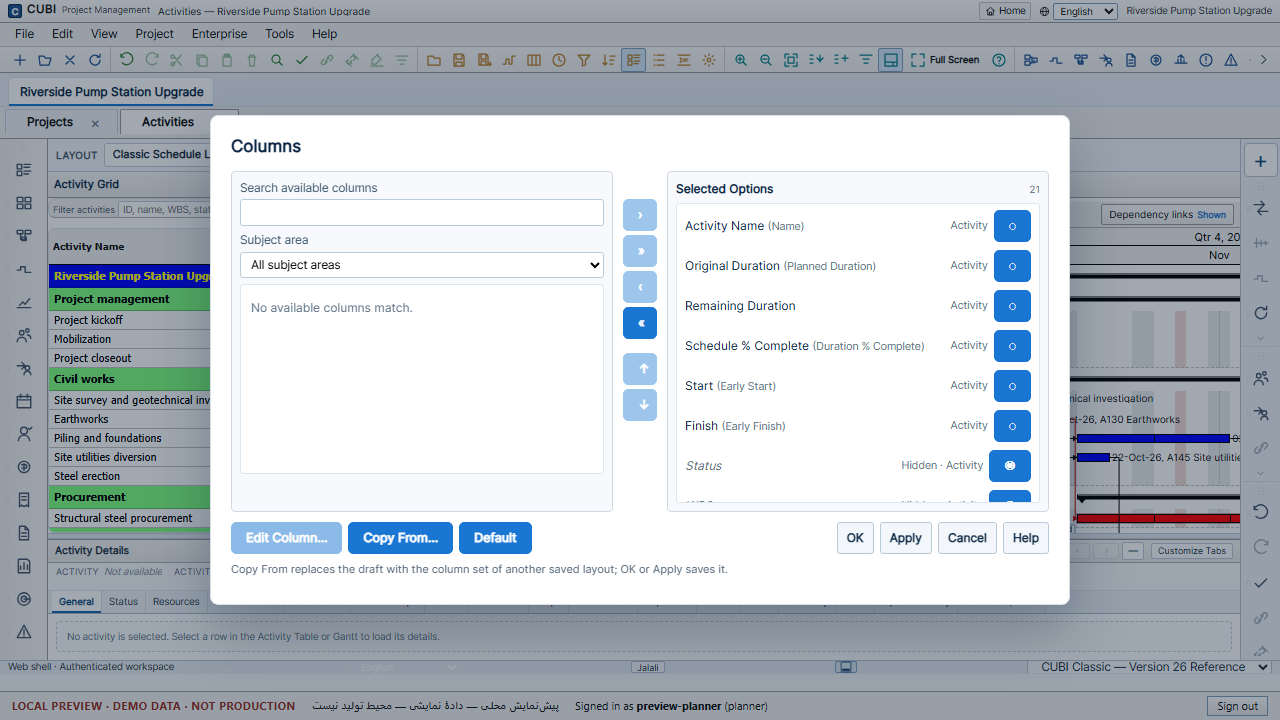 CUBI Project Management Activities — Riverside Pump Station Upgrade
Home English Riverside Pump Station Upgrade
File Edit View Project Enterprise Tools Help
Full Screen
Riverside Pump Station Upgrade
Projects × Activities
LAYOUT Classic Schedule L
Activity Grid
Filter activities ID, name, WBS, stat
Dependency links Shown
Activity Name
Qtr 4, 20
Nov
Riverside Pump Station Upg
Project management
Project kickoff
Mobilization
Project closeout
Civil works
Site survey and geotechnical inv
Earthworks
Piling and foundations
Site utilities diversion
Steel erection
Procurement
Structural steel procurement
nical investigation
ct-26, A130 Earthworks
22-Oct-26, A145 Site utilitie
Columns
Search available columns
Subject area
All subject areas
No available columns match.
Selected Options 21
Activity Name (Name) Activity
Original Duration (Planned Duration) Activity
Remaining Duration Activity
Schedule % Complete (Duration % Complete) Activity
Start (Early Start) Activity
Finish (Early Finish) Activity
Status Hidden · Activity
Edit Column... Copy From... Default
OK Apply Cancel Help
Copy From replaces the draft with the column set of another saved layout; OK or Apply saves it.
Activity Details
Customize Tabs
ACTIVITY Not available ACTIVIT
General Status Resources
No activity is selected. Select a row in the Activity Table or Gantt to load its details.
Web shell · Authenticated workspace English Jalali CUBI Classic — Version 26 Reference
LOCAL PREVIEW · DEMO DATA · NOT PRODUCTION پیش‌نمایش محلی — دادهٔ نمایشی — محیط تولید نیست Signed in as preview-planner (planner) Sign out